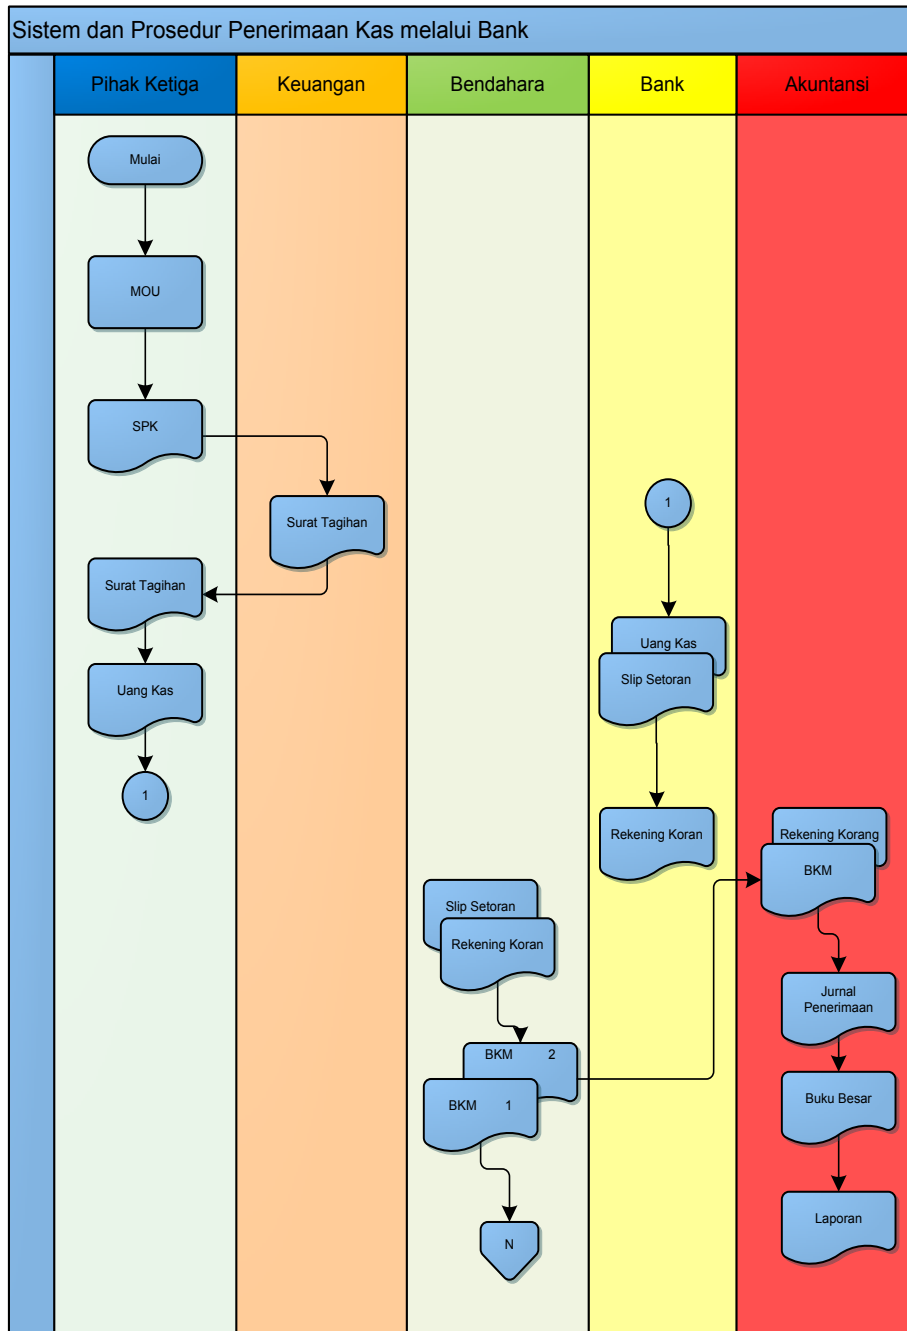 Sistem dan Prosedur Penerimaan Kas melalui Bank
Pihak Ketiga
Keuangan
Bendahara
Bank
Akuntansi
Mulai
MOU
SPK
Surat Tagihan
Surat Tagihan
Uang Kas
1
1
Uang Kas
Slip Setoran
Rekening Koran
Slip Setoran
Rekening Koran
BKM 2
BKM 1
N
Rekening Korang
BKM
Jurnal
Penerimaan
Buku Besar
Laporan